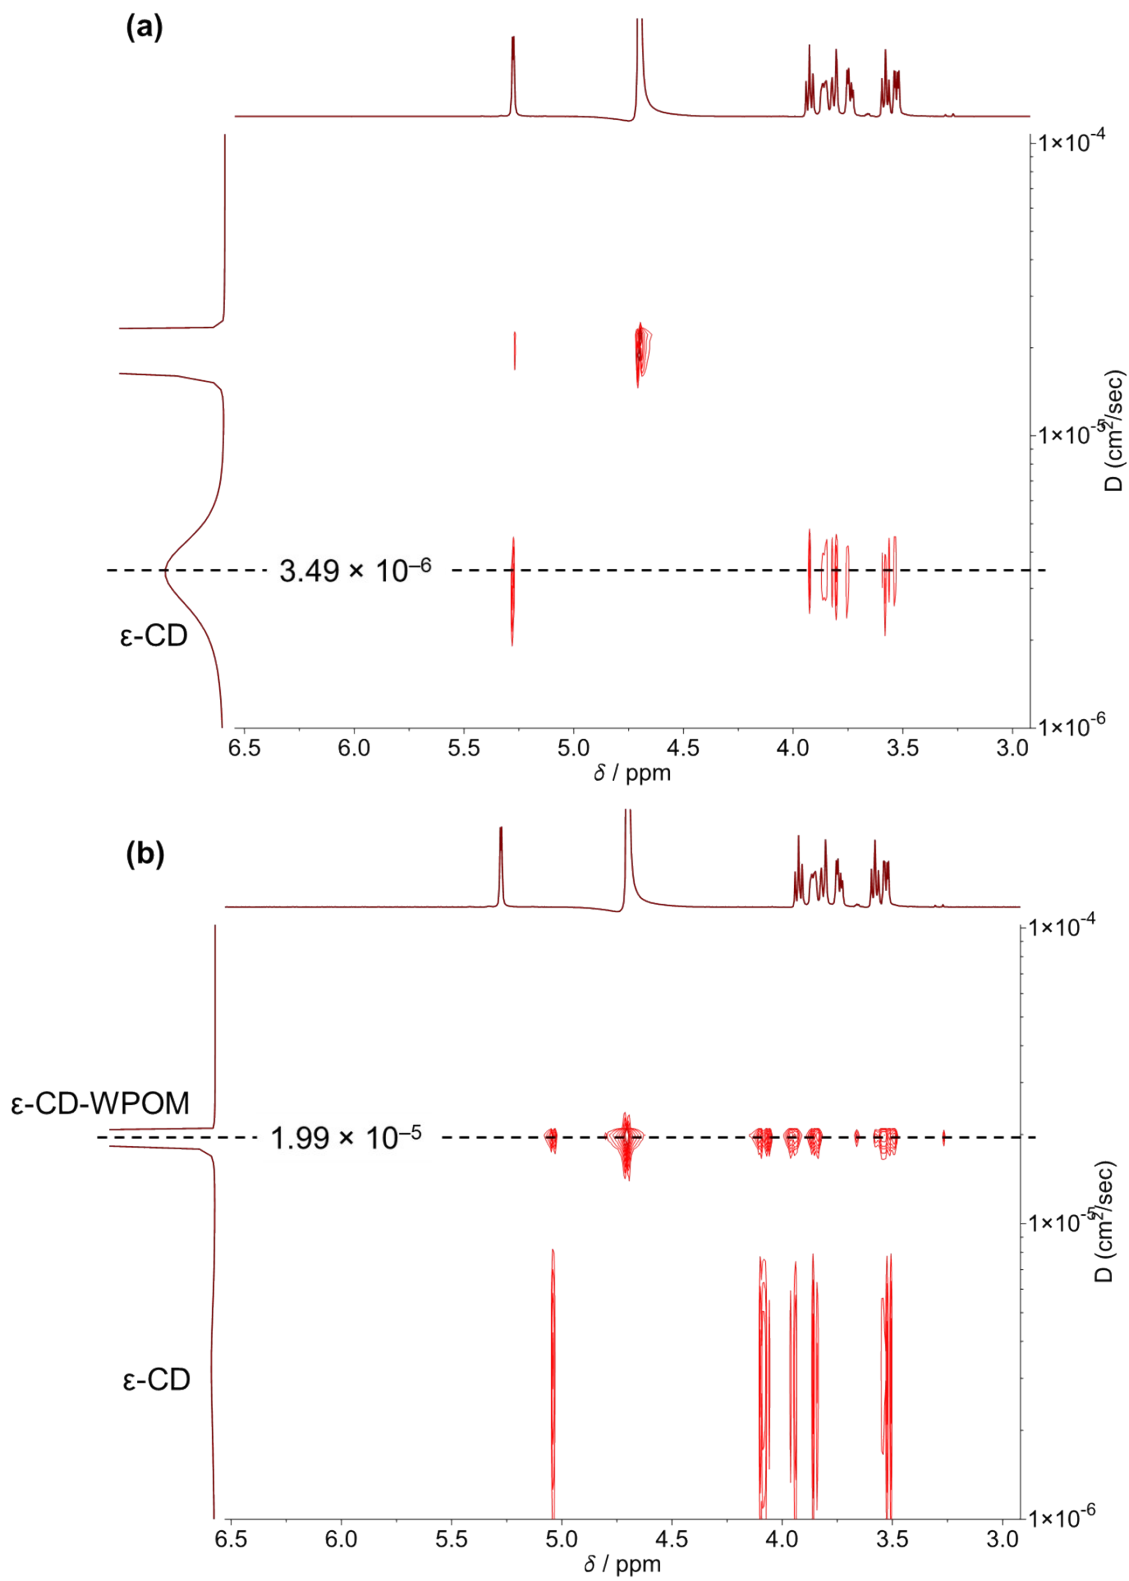 (a)
1×10⁻⁴
1×10⁻⁵
D (cm²/sec)
3.49 × 10⁻⁶
ε-CD
1×10⁻⁶
6.5 6.0 5.5 5.0 4.5 4.0 3.5 3.0
δ / ppm
(b)
1×10⁻⁴
ε-CD-WPOM
1.99 × 10⁻⁵
1×10⁻⁵
D (cm²/sec)
ε-CD
1×10⁻⁶
6.5 6.0 5.5 5.0 4.5 4.0 3.5 3.0
δ / ppm